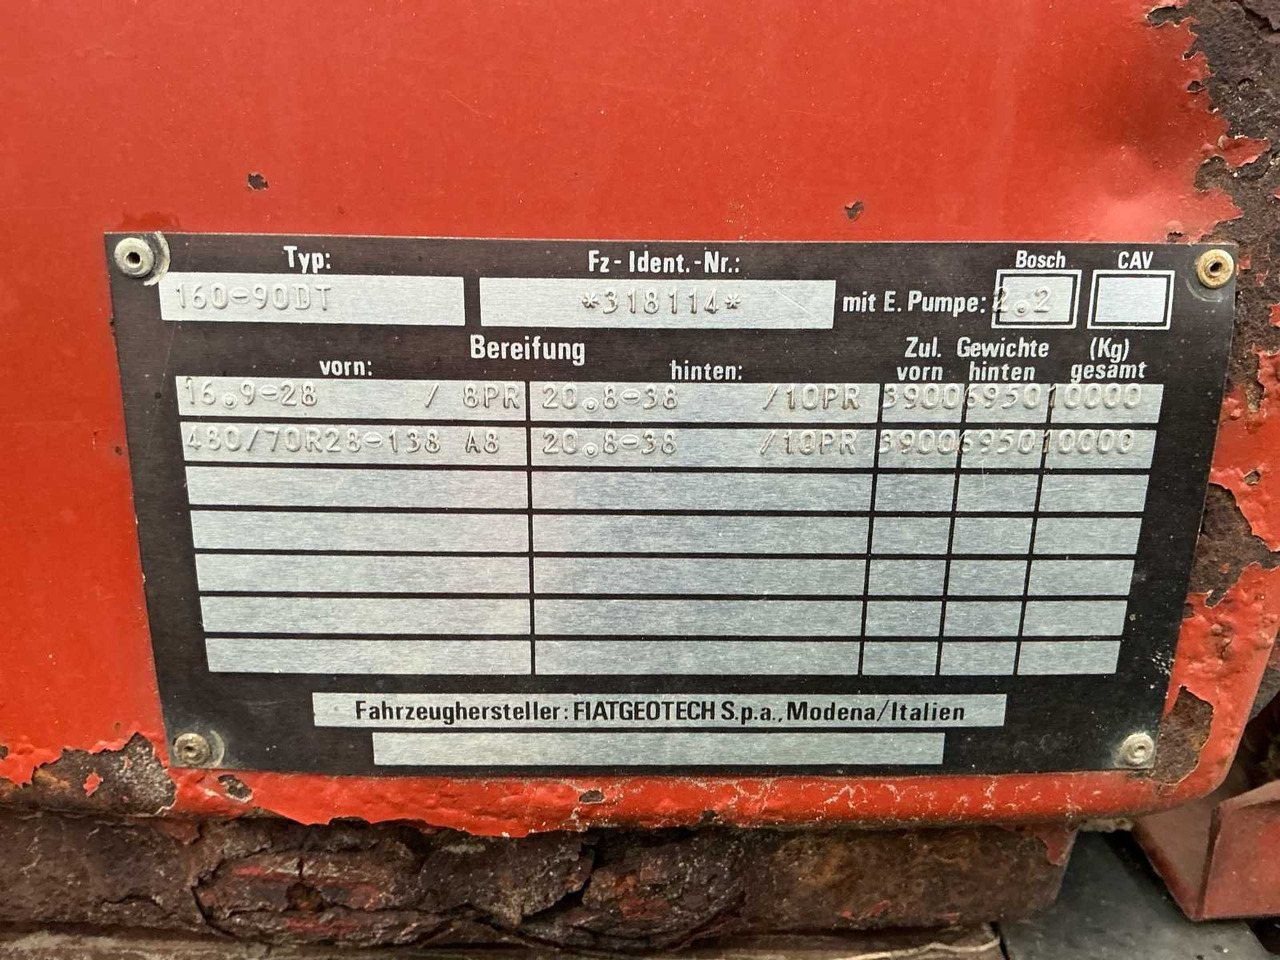 Typ: Fz-Ident.-Nr.: Bosch CAV
160-90DT *318114* mit E. Pumpe: 2.2
Bereifung Zul. Gewichte (Kg)
vorn: hinten: vorn hinten gesamt
16.9-28 / 8PR 20.8-38 /10PR 3900 6950 10000
480/70R28-138 A8 20.8-38 /10PR 3900 6950 10000
Fahrzeughersteller: FIATGEOTECH S.p.a., Modena/Italien